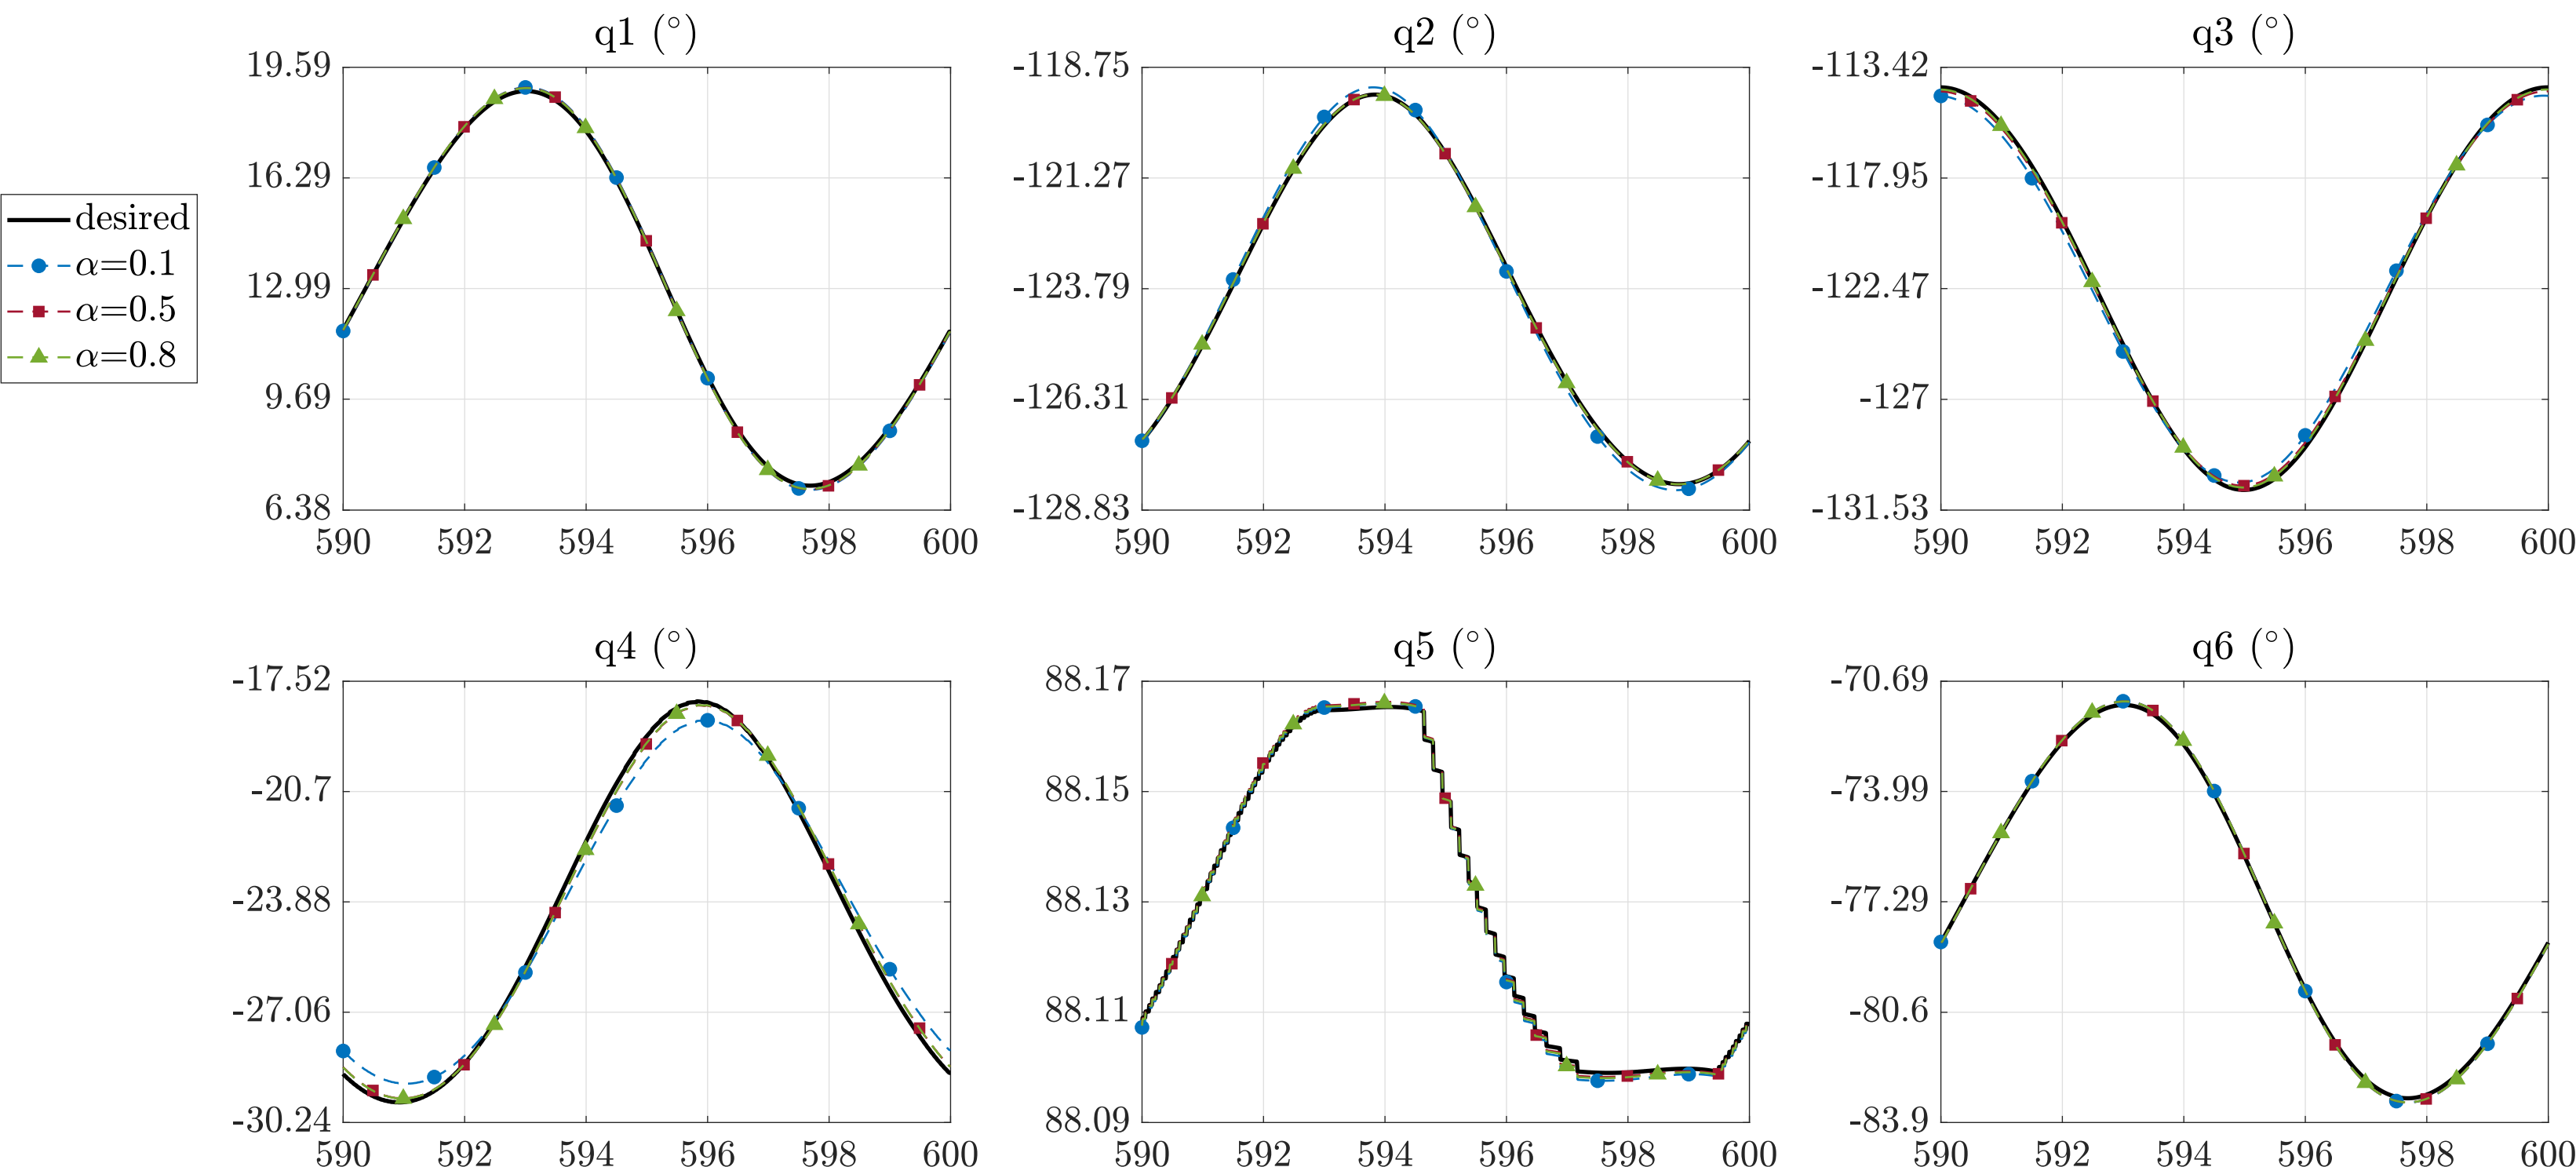 desired
α=0.1
α=0.5
α=0.8
q1 (°)
19.59
16.29
12.99
9.69
6.38
590 592 594 596 598 600
q2 (°)
-118.75
-121.27
-123.79
-126.31
-128.83
590 592 594 596 598 600
q3 (°)
-113.42
-117.95
-122.47
-127
-131.53
590 592 594 596 598 600
q4 (°)
-17.52
-20.7
-23.88
-27.06
-30.24
590 592 594 596 598 600
q5 (°)
88.17
88.15
88.13
88.11
88.09
590 592 594 596 598 600
q6 (°)
-70.69
-73.99
-77.29
-80.6
-83.9
590 592 594 596 598 600